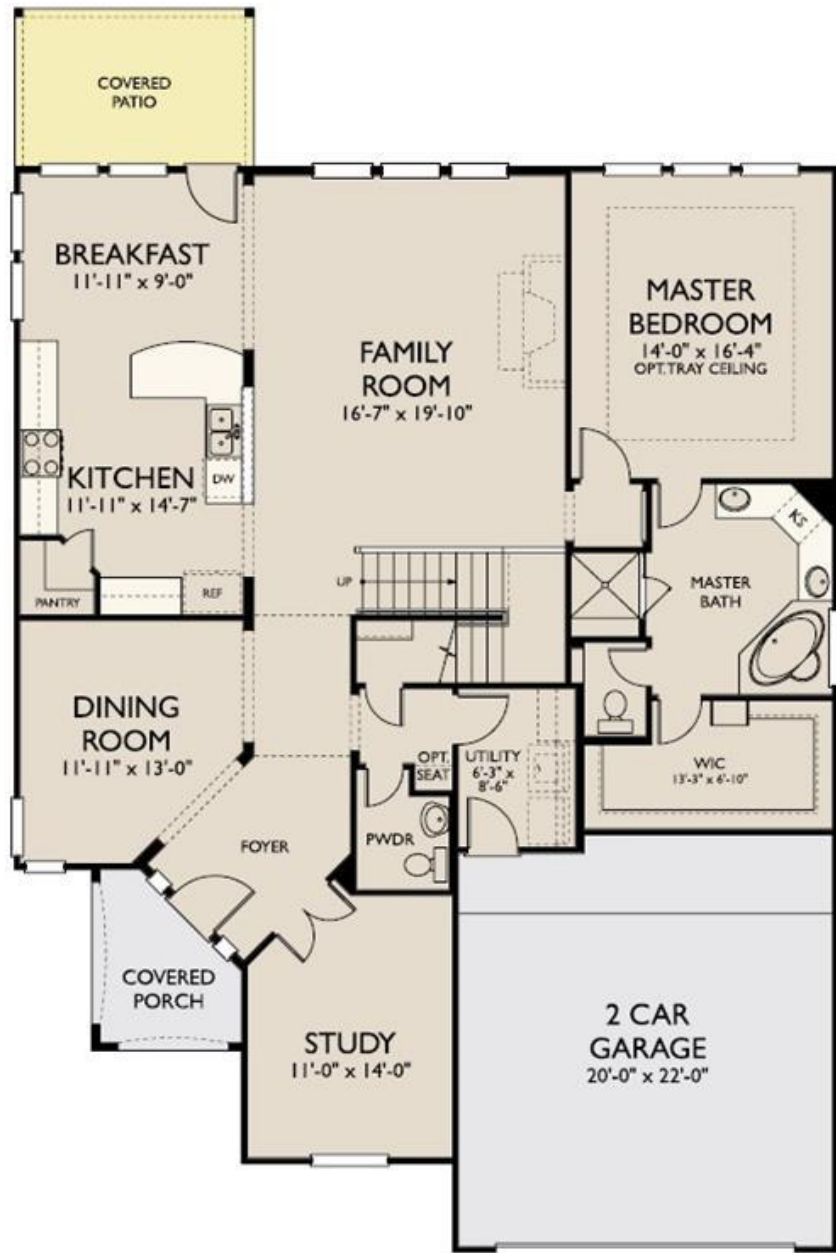 COVERED
PATIO
BREAKFAST
11'-11" x 9'-0"
FAMILY
ROOM
16'-7" x 19'-10"
MASTER
BEDROOM
14'-0" x 16'-4"
OPT.TRAY CEILING
KITCHEN
11'-11" x 14'-7"
DW
KS
PANTRY
REF
UP
MASTER
BATH
DINING
ROOM
11'-11" x 13'-0"
OPT.
SEAT
UTILITY
6'-3" x
8'-6"
WIC
13'-3" x 6'-10"
PWDR
FOYER
COVERED
PORCH
STUDY
11'-0" x 14'-0"
2 CAR
GARAGE
20'-0" x 22'-0"